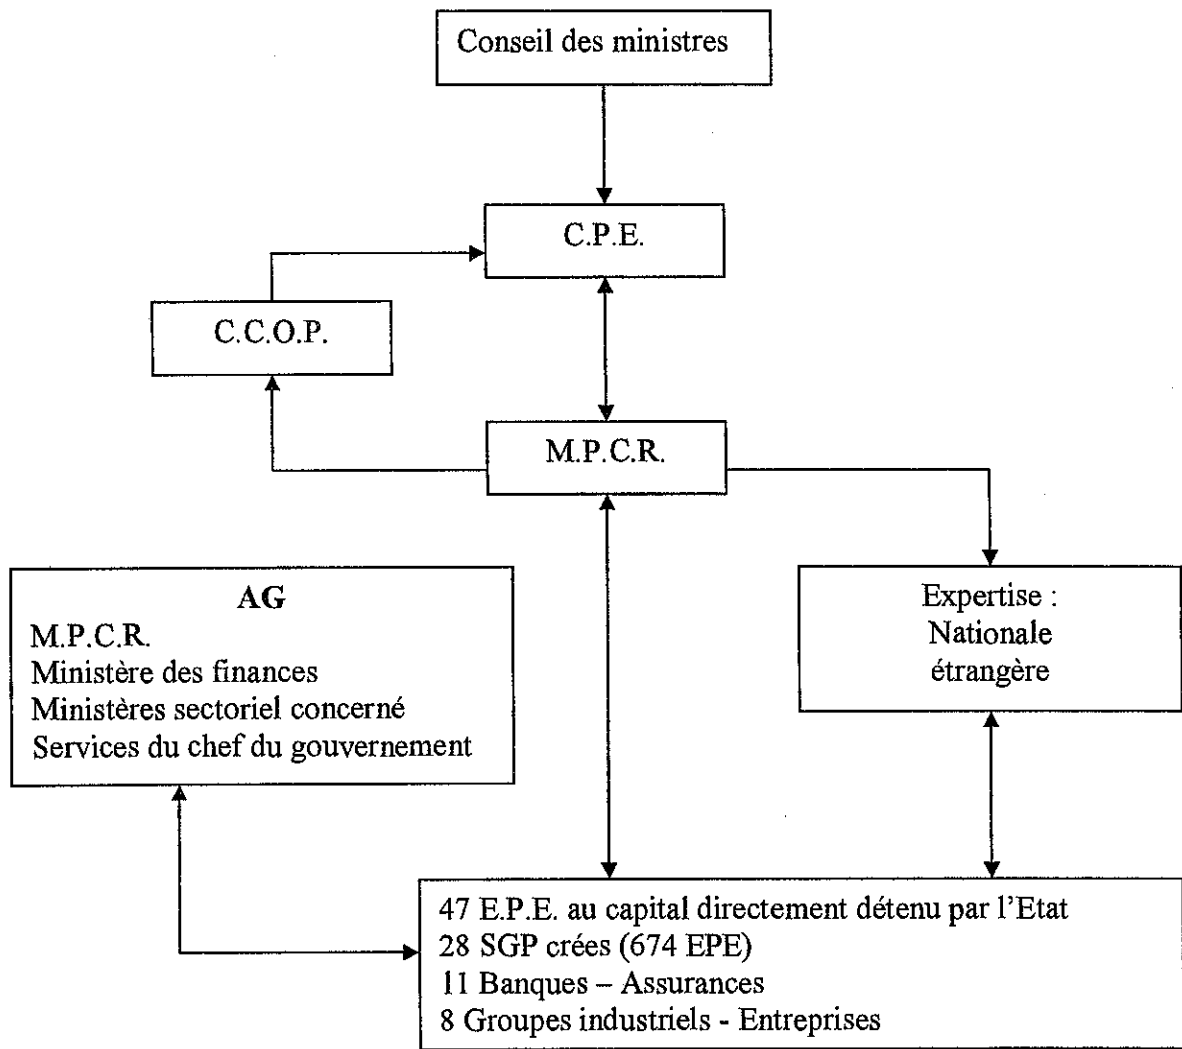 Conseil des ministres
C.P.E.
C.C.O.P.
M.P.C.R.
AG
M.P.C.R.
Ministère des finances
Ministères sectoriel concerné
Services du chef du gouvernement
Expertise :
Nationale
étrangère
47 E.P.E. au capital directement détenu par l'Etat
28 SGP crées (674 EPE)
11 Banques – Assurances
8 Groupes industriels - Entreprises